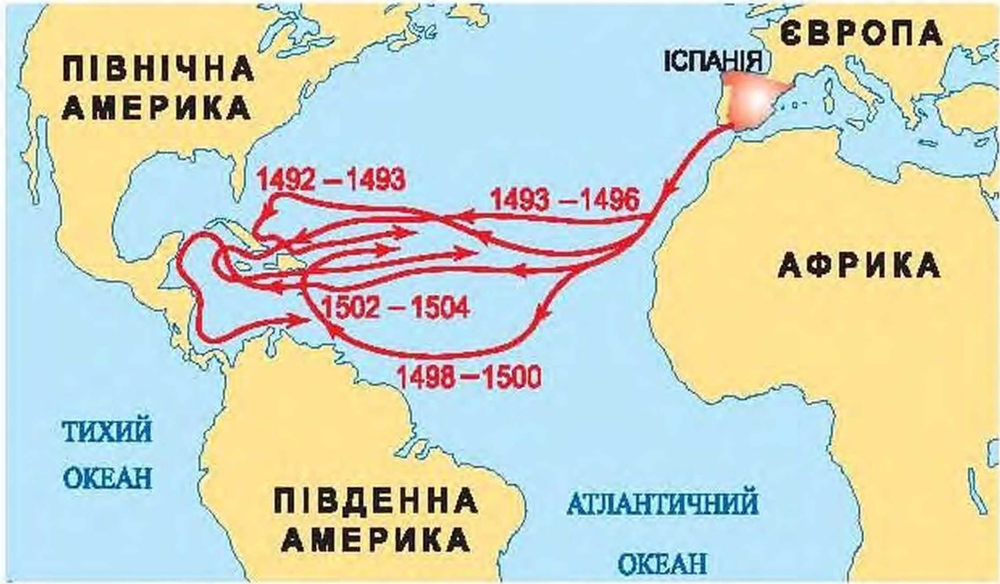 ЄВРОПА
ІСПАНІЯ
ПІВНІЧНА
АМЕРИКА
1492 – 1493
1493 – 1496
АФРИКА
1502 – 1504
1498 – 1500
ТИХИЙ
ОКЕАН
ПІВДЕННА
АМЕРИКА
АТЛАНТИЧНИЙ
ОКЕАН